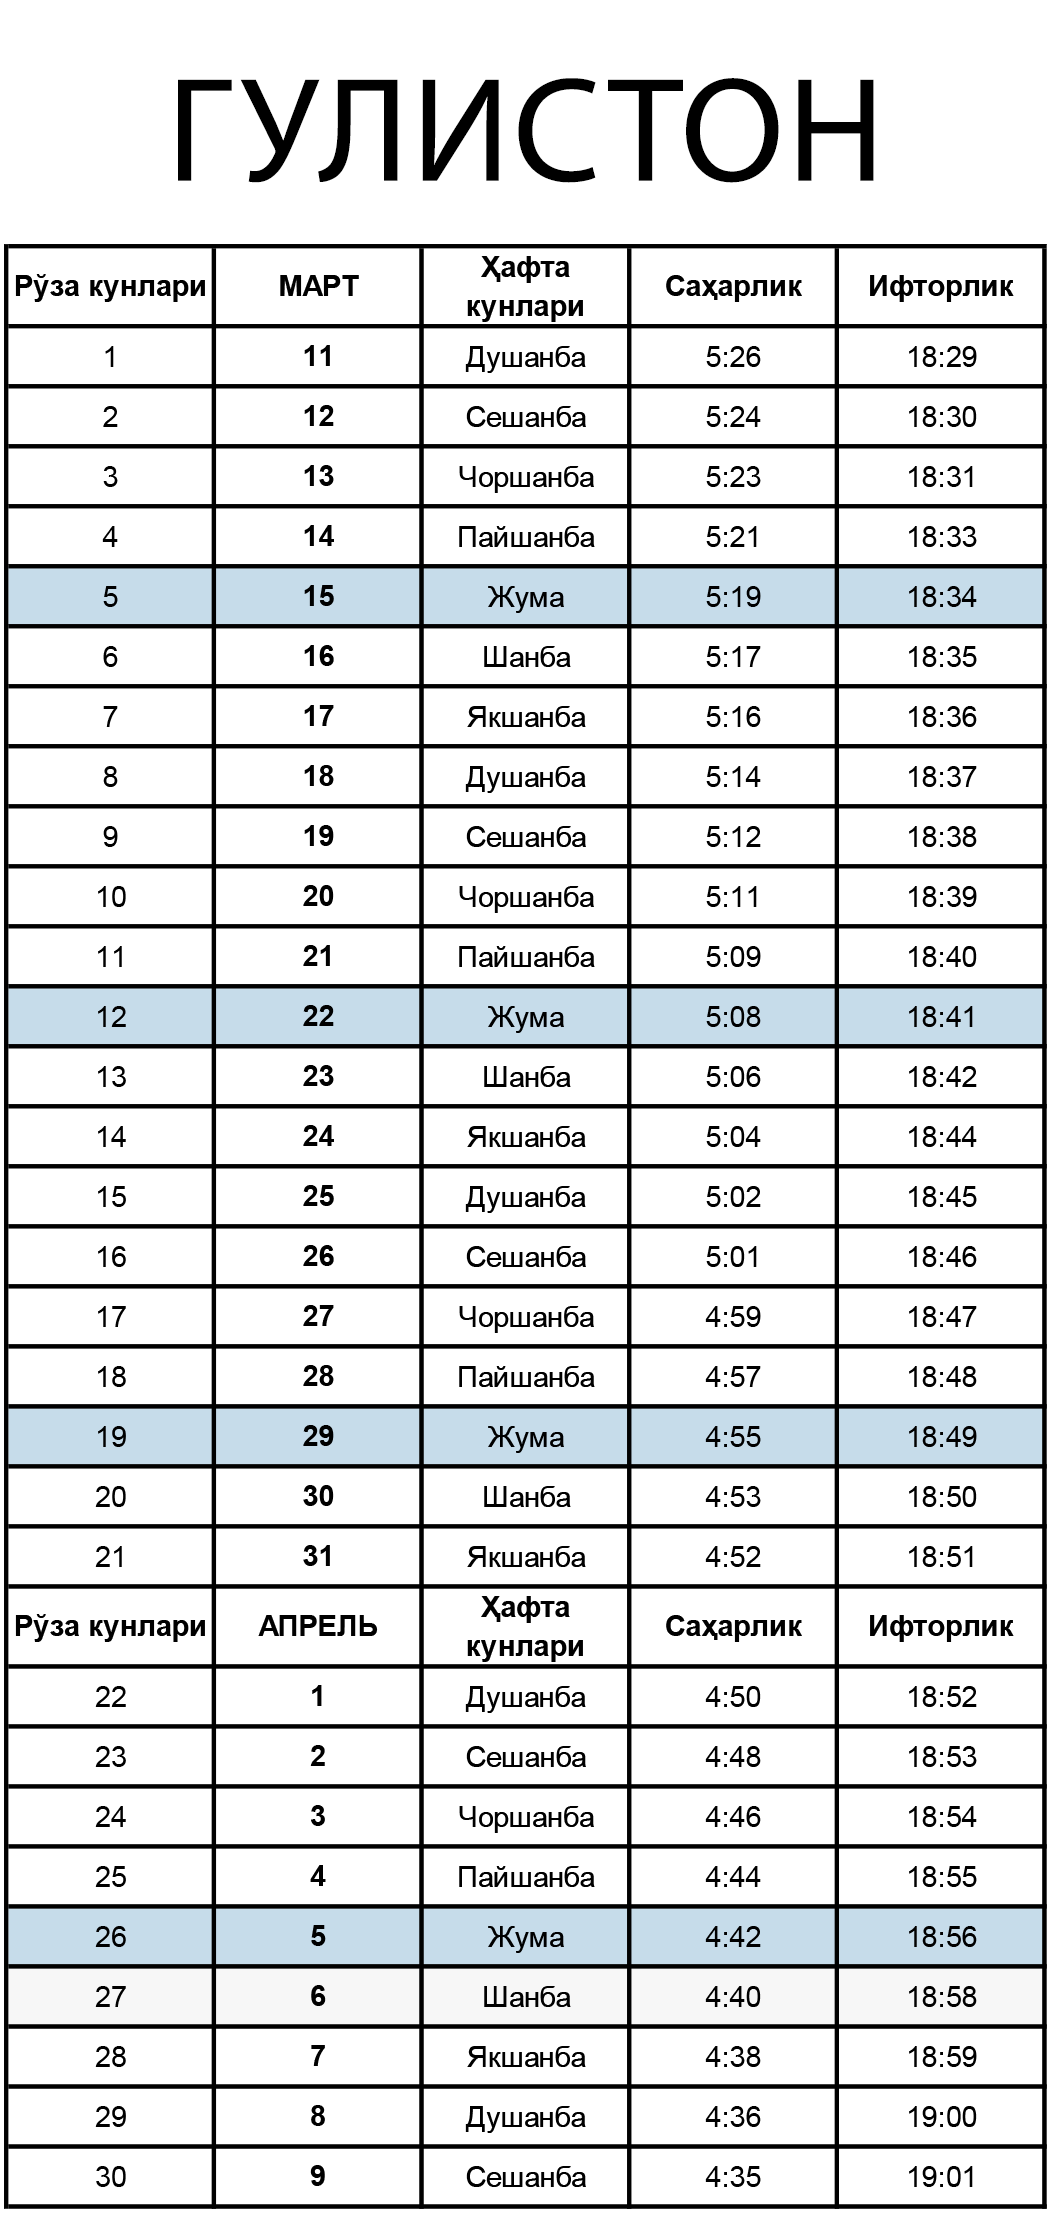 ГУЛИСТОН
Рўза кунлари МАРТ Ҳафта кунлари Саҳарлик Ифторлик
1 11 Душанба 5:26 18:29
2 12 Сешанба 5:24 18:30
3 13 Чоршанба 5:23 18:31
4 14 Пайшанба 5:21 18:33
5 15 Жума 5:19 18:34
6 16 Шанба 5:17 18:35
7 17 Якшанба 5:16 18:36
8 18 Душанба 5:14 18:37
9 19 Сешанба 5:12 18:38
10 20 Чоршанба 5:11 18:39
11 21 Пайшанба 5:09 18:40
12 22 Жума 5:08 18:41
13 23 Шанба 5:06 18:42
14 24 Якшанба 5:04 18:44
15 25 Душанба 5:02 18:45
16 26 Сешанба 5:01 18:46
17 27 Чоршанба 4:59 18:47
18 28 Пайшанба 4:57 18:48
19 29 Жума 4:55 18:49
20 30 Шанба 4:53 18:50
21 31 Якшанба 4:52 18:51
Рўза кунлари АПРЕЛЬ Ҳафта кунлари Саҳарлик Ифторлик
22 1 Душанба 4:50 18:52
23 2 Сешанба 4:48 18:53
24 3 Чоршанба 4:46 18:54
25 4 Пайшанба 4:44 18:55
26 5 Жума 4:42 18:56
27 6 Шанба 4:40 18:58
28 7 Якшанба 4:38 18:59
29 8 Душанба 4:36 19:00
30 9 Сешанба 4:35 19:01